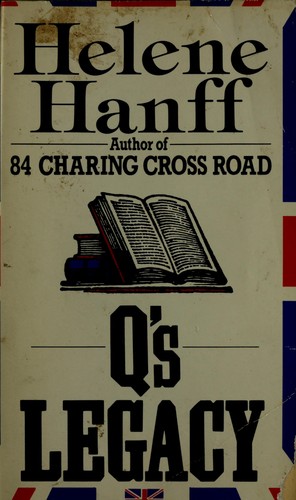 Helene
Hanff
Author of
84 CHARING CROSS ROAD
Q's
LEGACY